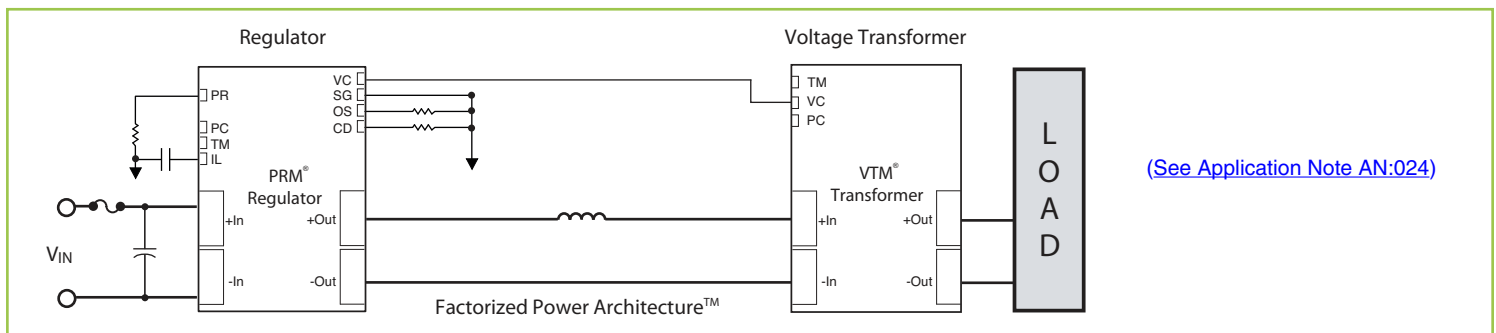 Regulator
Voltage Transformer
PR
PC
TM
IL
VC
SG
OS
CD
TM
VC
PC
PRM®
Regulator
VTM®
Transformer
LOAD
(See Application Note AN:024)
VIN
+In
-In
+Out
-Out
+In
-In
+Out
-Out
Factorized Power Architecture™